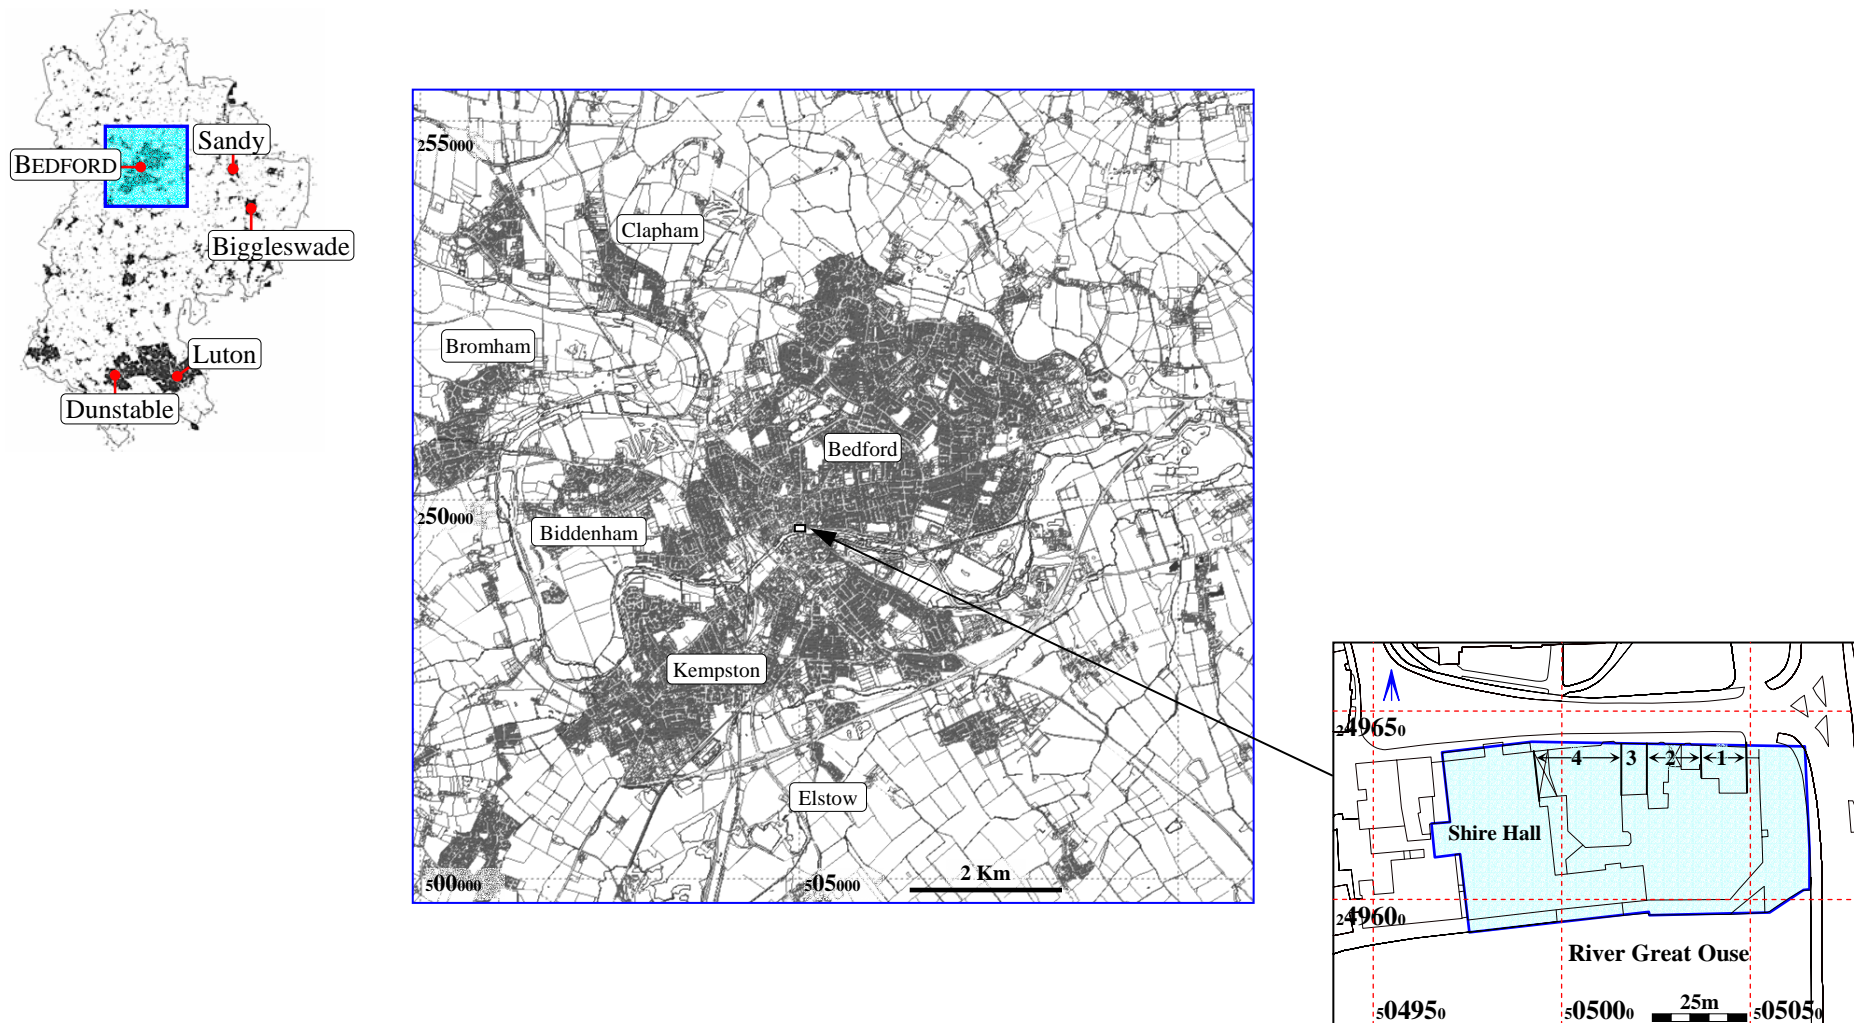 Sandy
BEDFORD
Biggleswade
Luton
Dunstable
255000
Clapham
Bromham
Bedford
250000
Biddenham
Kempston
Elstow
2 Km
500000
505000
249650
4
3
2
1
Shire Hall
249600
River Great Ouse
25m
504950
505000
505050